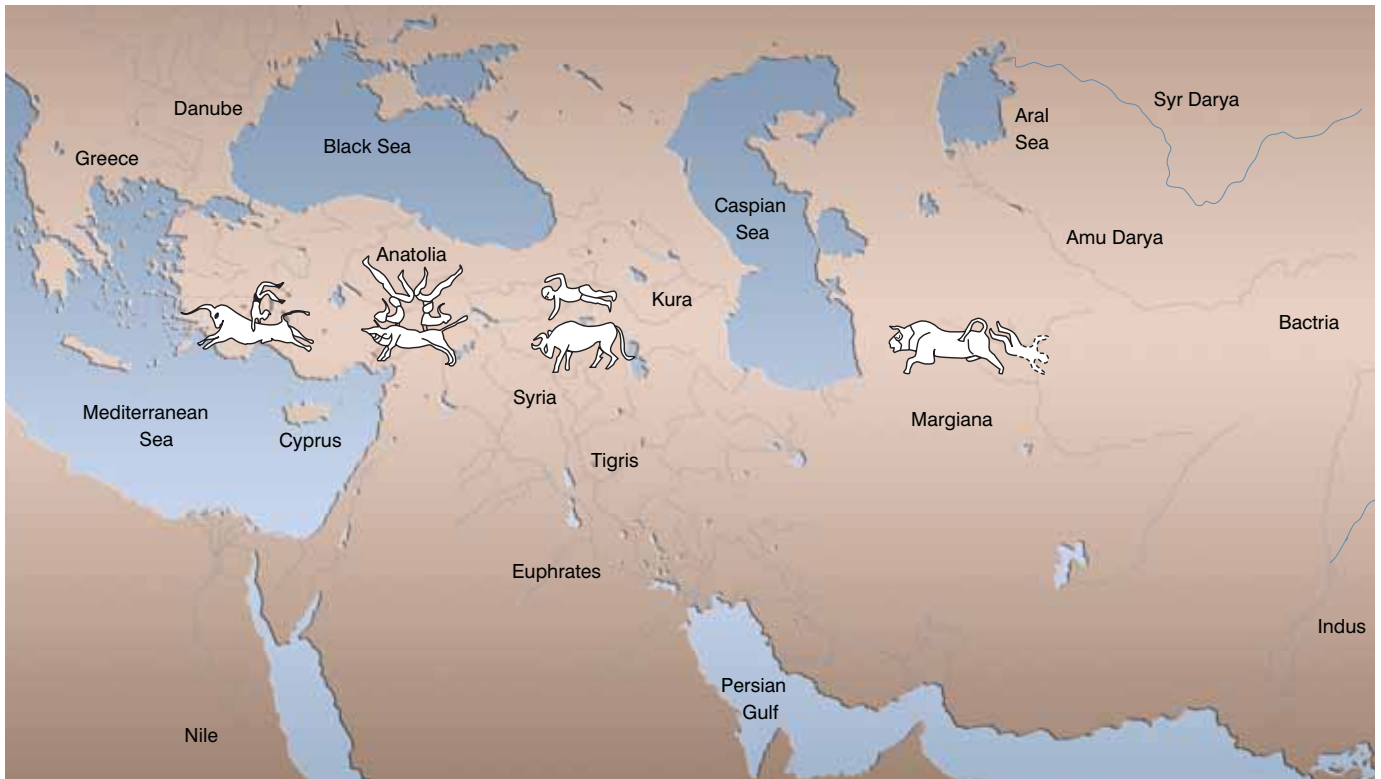 Danube
Greece
Black Sea
Aral
Sea
Syr Darya
Caspian
Sea
Amu Darya
Anatolia
Kura
Bactria
Syria
Mediterranean
Sea
Cyprus
Margiana
Tigris
Euphrates
Indus
Persian
Gulf
Nile